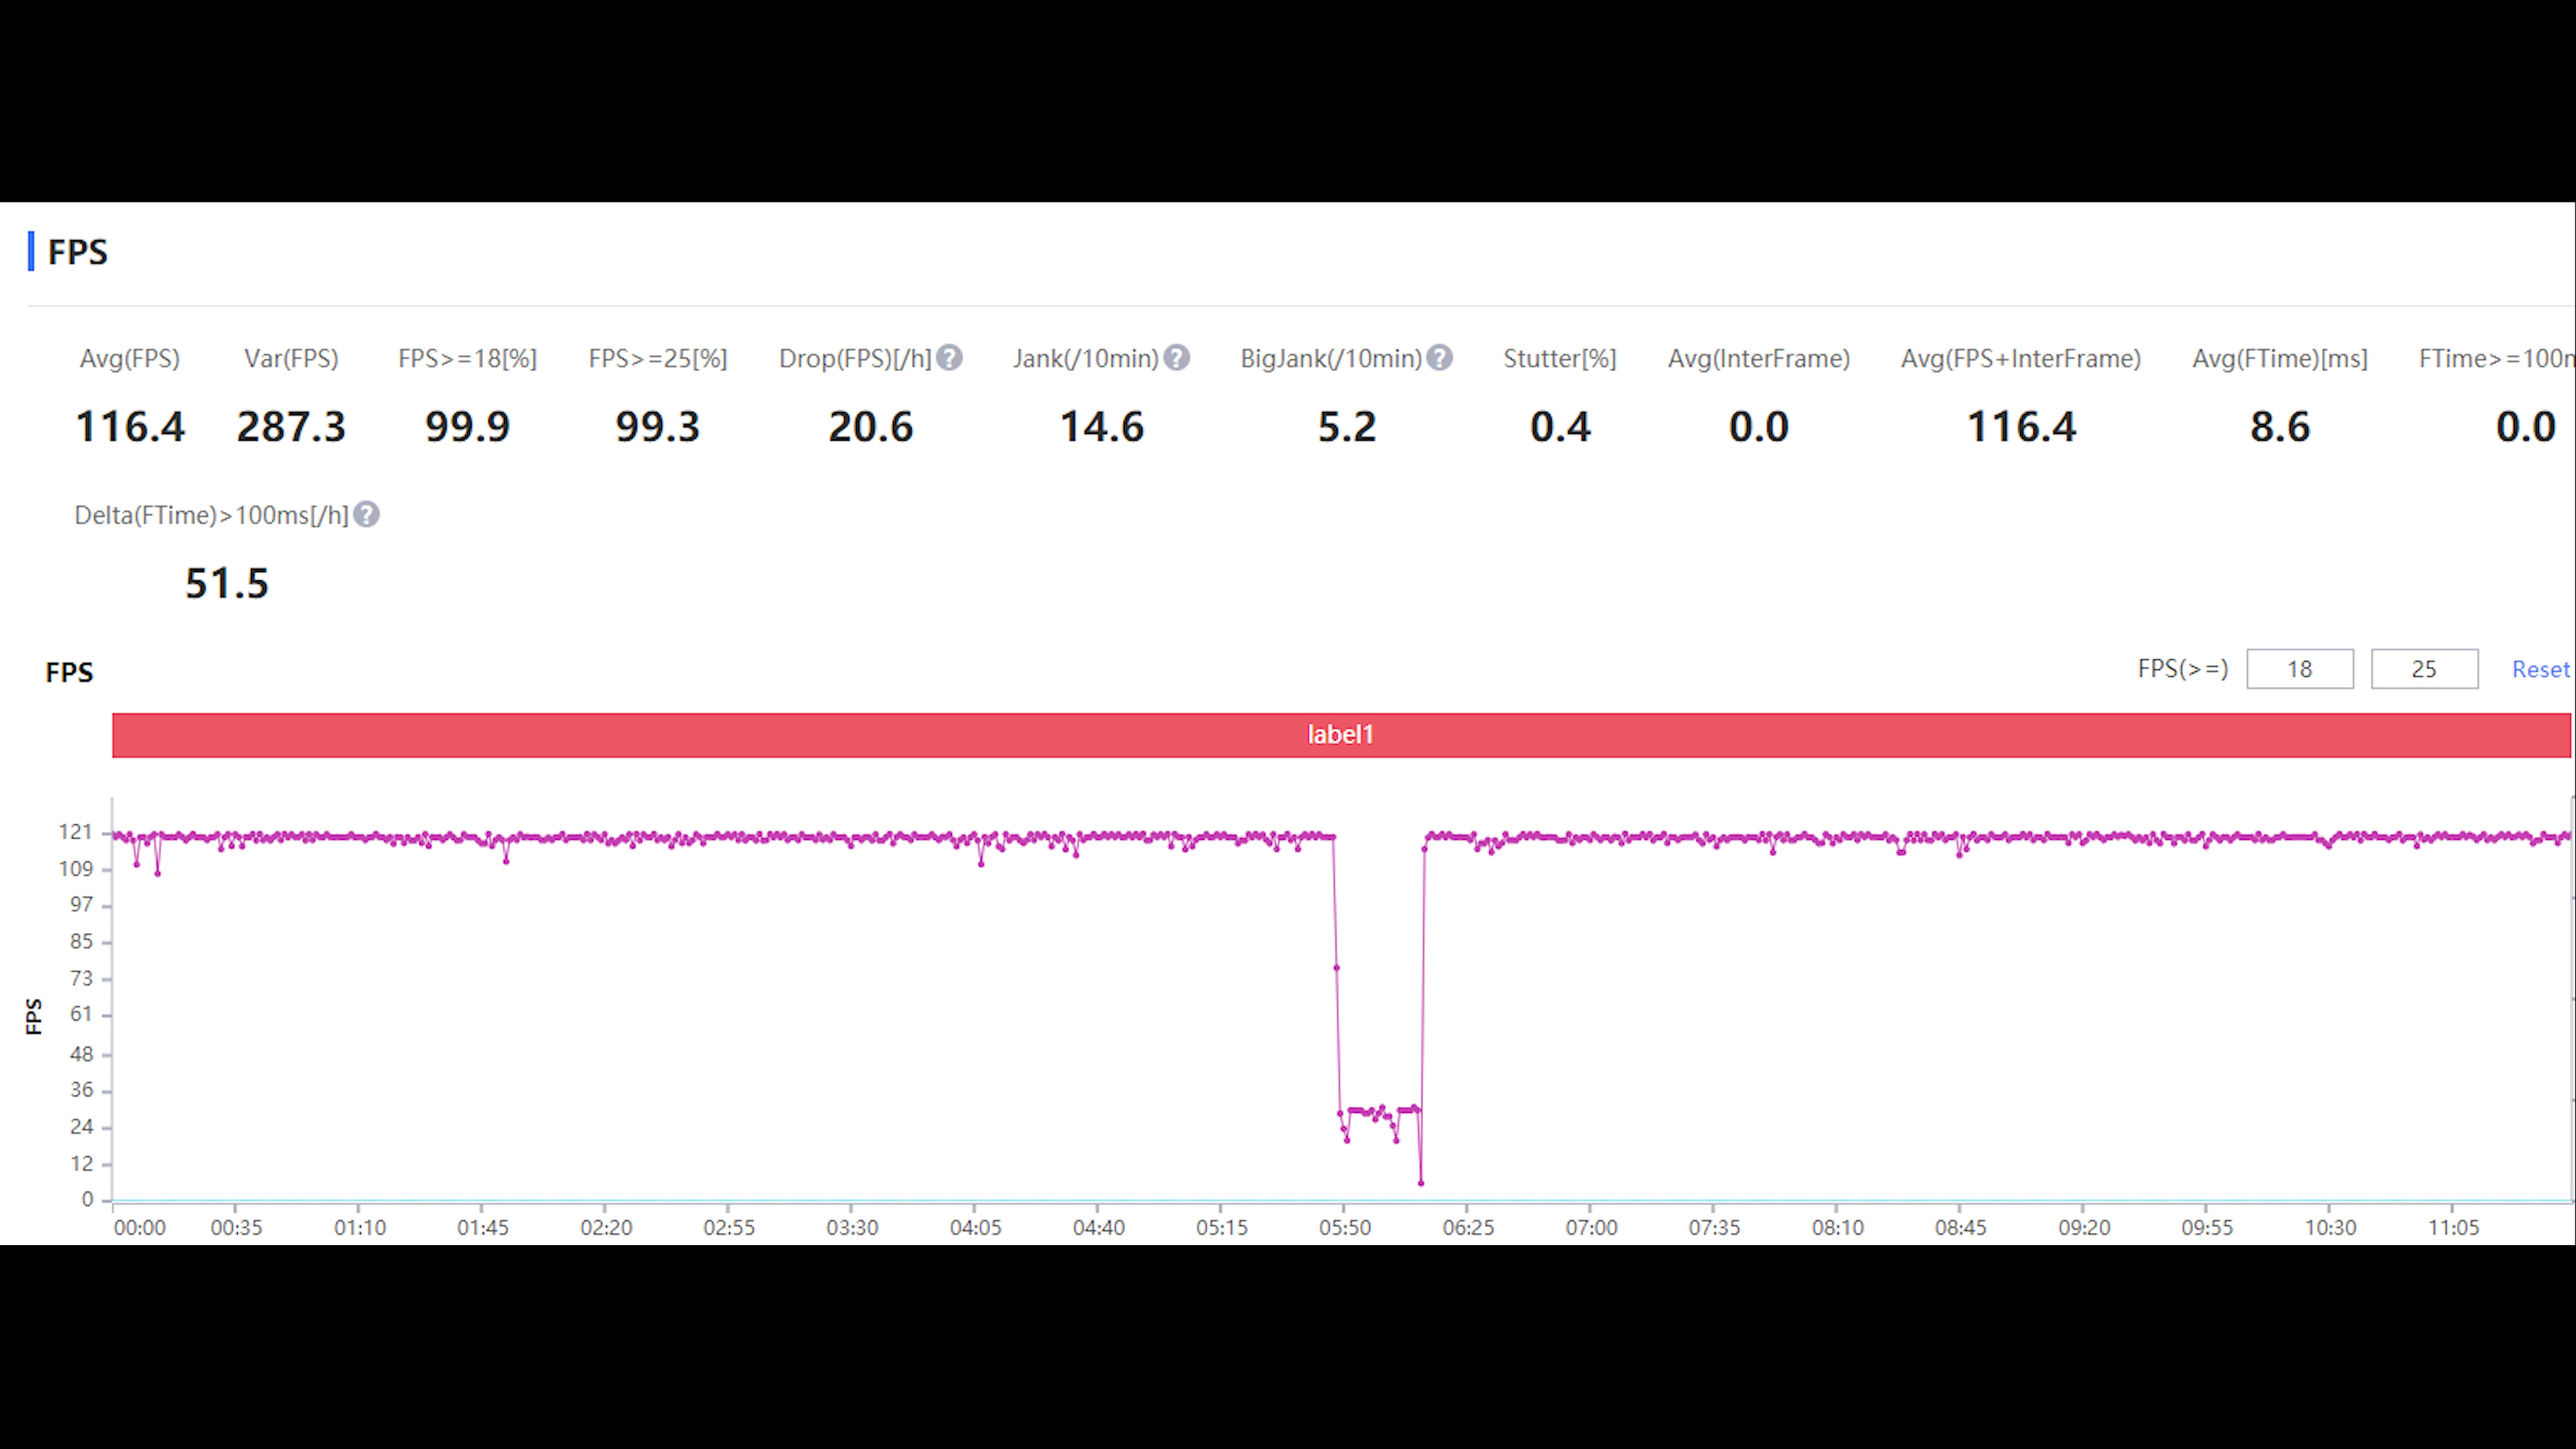 FPS
Avg(FPS) Var(FPS) FPS>=18[%] FPS>=25[%] Drop(FPS)[/h] ? Jank(/10min) ? BigJank(/10min) ? Stutter[%] Avg(InterFrame) Avg(FPS+InterFrame) Avg(FTime)[ms] FTime>=100m
116.4 287.3 99.9 99.3 20.6 14.6 5.2 0.4 0.0 116.4 8.6 0.0
Delta(FTime)>100ms[/h] ?
51.5
FPS FPS(>=) 18 25 Reset
label1
121
109
97
85
73
61
48
36
24
12
0
FPS
00:00 00:35 01:10 01:45 02:20 02:55 03:30 04:05 04:40 05:15 05:50 06:25 07:00 07:35 08:10 08:45 09:20 09:55 10:30 11:05